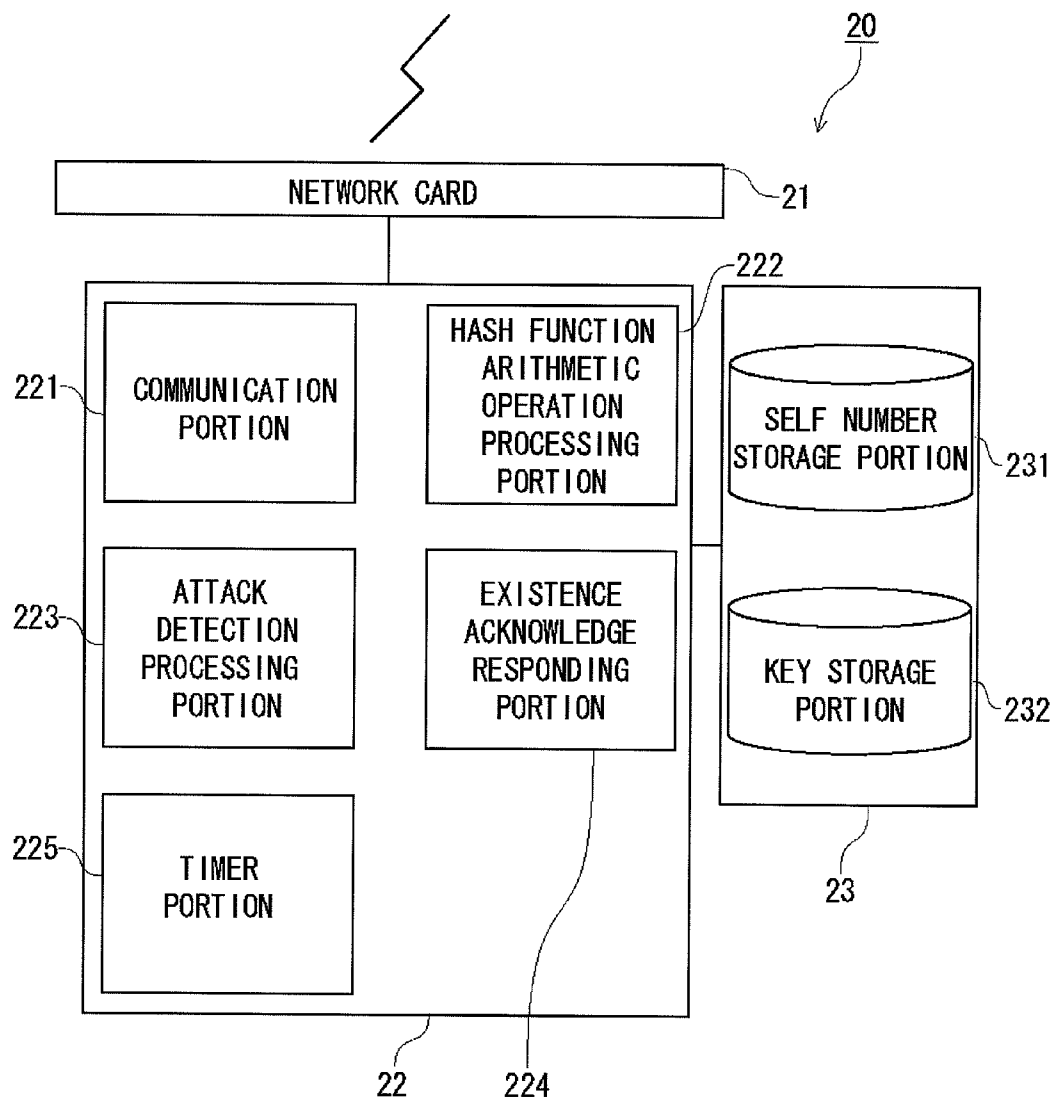 20
NETWORK CARD
21
222
221
COMMUNICATION
PORTION
HASH FUNCTION
ARITHMETIC
OPERATION
PROCESSING
PORTION
SELF NUMBER
STORAGE PORTION
231
223
ATTACK
DETECTION
PROCESSING
PORTION
EXISTENCE
ACKNOWLEDGE
RESPONDING
PORTION
KEY STORAGE
PORTION
232
225
TIMER
PORTION
23
22
224